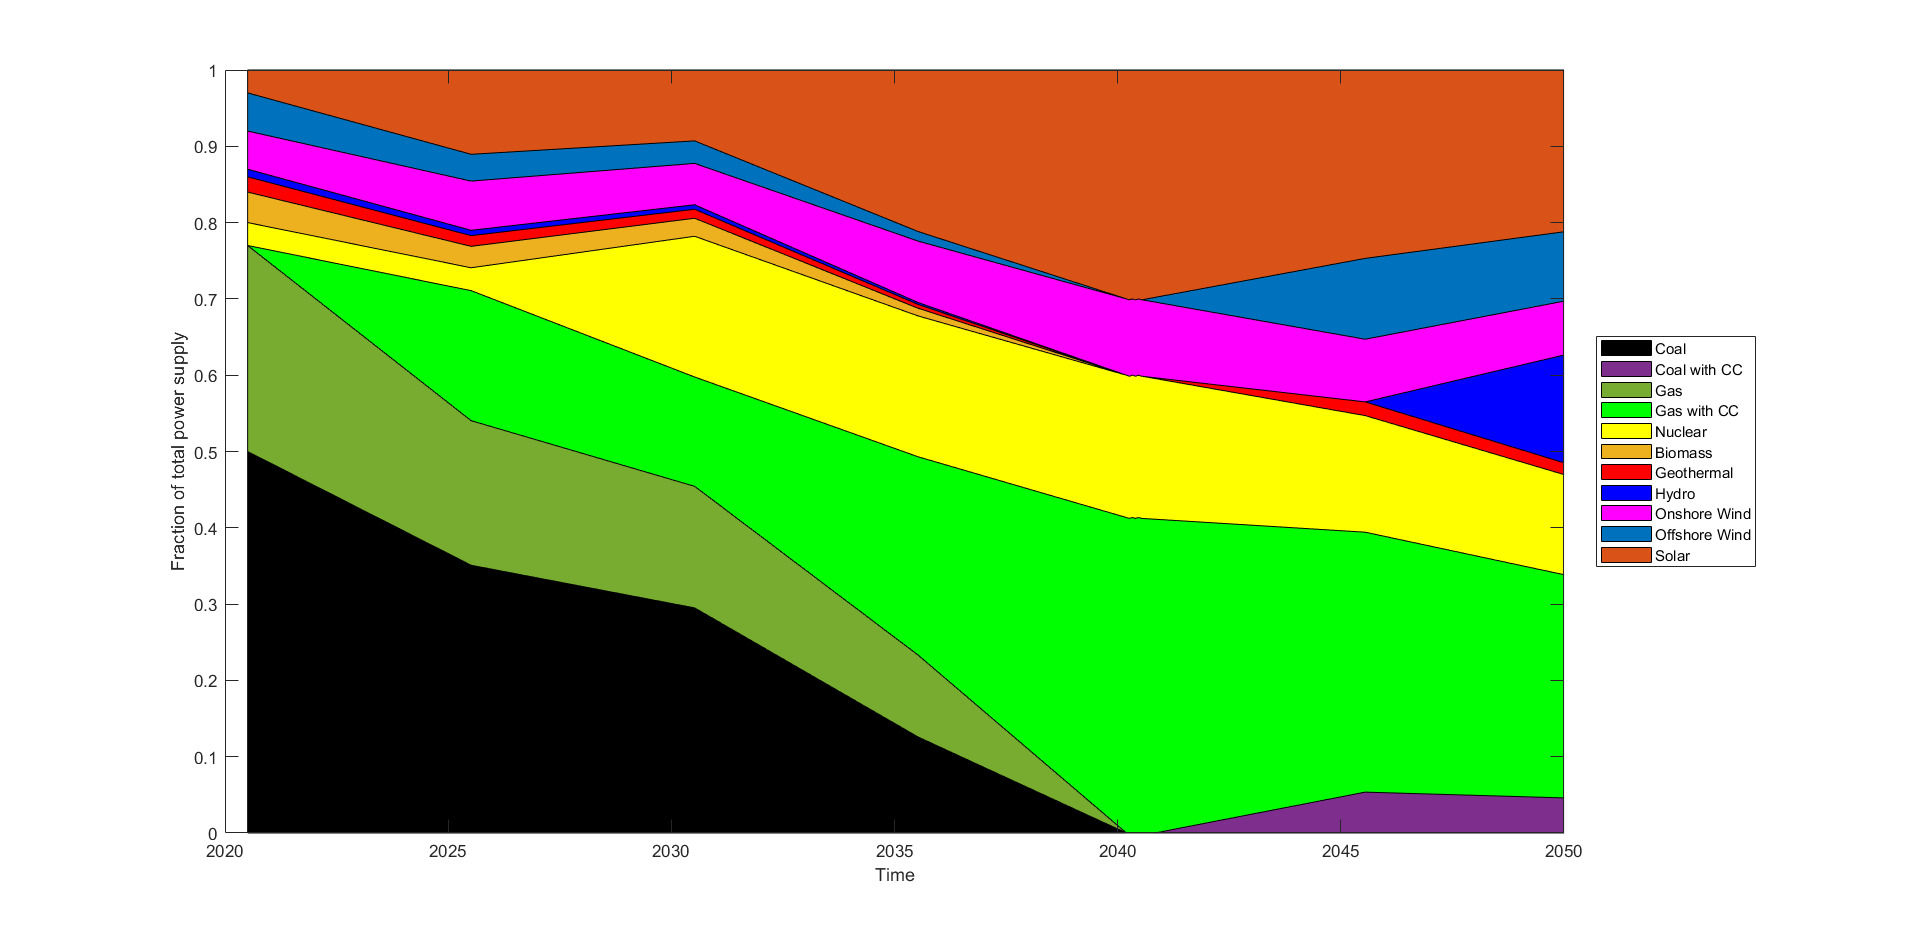 1
0.9
0.8
0.7
0.6
0.5
0.4
0.3
0.2
0.1
0
Fraction of total power supply
2020 2025 2030 2035 2040 2045 2050
Time
Coal
Coal with CC
Gas
Gas with CC
Nuclear
Biomass
Geothermal
Hydro
Onshore Wind
Offshore Wind
Solar